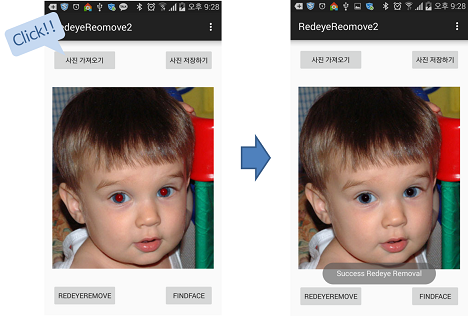 오후 9:28
RedeyeReomove2
Click!!
사진 가져오기
사진 저장하기
REDEYEREMOVE
FINDFACE
오후 9:28
RedeyeReomove2
사진 가져오기
사진 저장하기
Success Redeye Removal
REDEYEREMOVE
FINDFACE